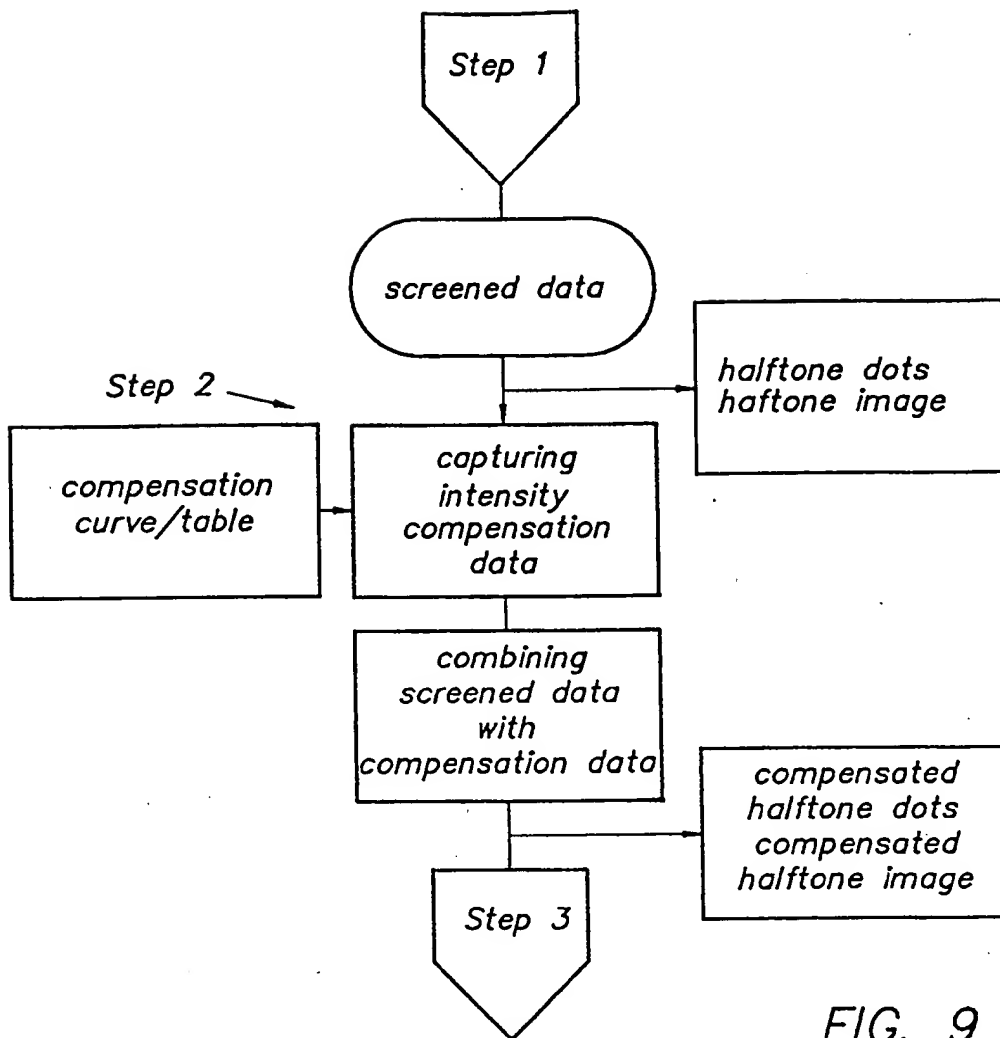 Step 1
screened data
halftone dots
haftone image
Step 2
compensation
curve/table
capturing
intensity
compensation
data
combining
screened data
with
compensation data
compensated
halftone dots
compensated
halftone image
Step 3
FIG. 9